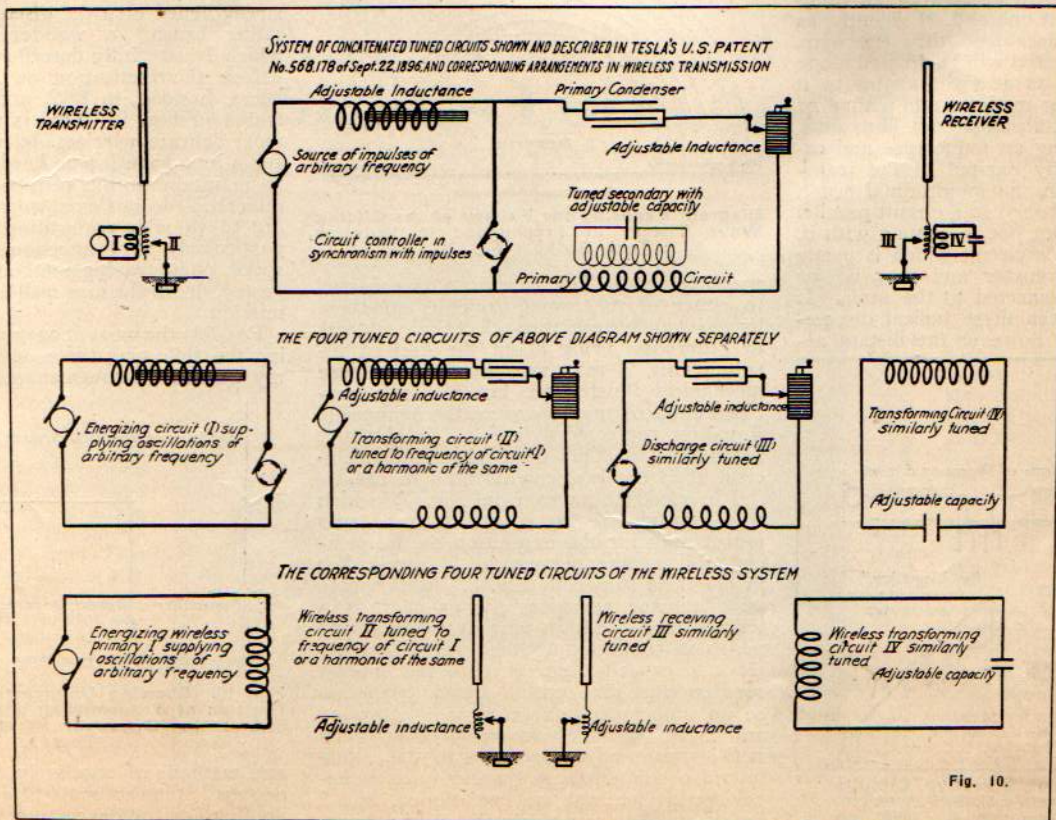 SYSTEM OF CONCATENATED TUNED CIRCUITS SHOWN AND DESCRIBED IN TESLA'S U.S. PATENT
No. 568.178 of Sept. 22, 1896, AND CORRESPONDING ARRANGEMENTS IN WIRELESS TRANSMISSION
WIRELESS
TRANSMITTER
I
II
Adjustable Inductance
Source of impulses of
arbitrary frequency
Circuit controller in
synchronism with impulses
Primary Condenser
Adjustable Inductance
Tuned secondary with
adjustable capacity
Primary Circuit
WIRELESS
RECEIVER
III
IV
THE FOUR TUNED CIRCUITS OF ABOVE DIAGRAM SHOWN SEPARATELY
Energizing circuit (I) sup-
plying oscillations of
arbitrary frequency
Adjustable inductance
Transforming circuit (II)
tuned to frequency of circuit (I)
or a harmonic of the same
Adjustable inductance
Discharge circuit (III)
similarly tuned
Transforming Circuit (IV)
similarly tuned
Adjustable capacity
THE CORRESPONDING FOUR TUNED CIRCUITS OF THE WIRELESS SYSTEM
Energizing wireless
primary I supplying
oscillations of
arbitrary frequency
Wireless transforming
circuit II tuned to
frequency of circuit I
or a harmonic of the same
Adjustable inductance
Wireless receiving
circuit III similarly
tuned
Adjustable inductance
Wireless transforming
circuit IV similarly
tuned
Adjustable capacity
Fig. 10.